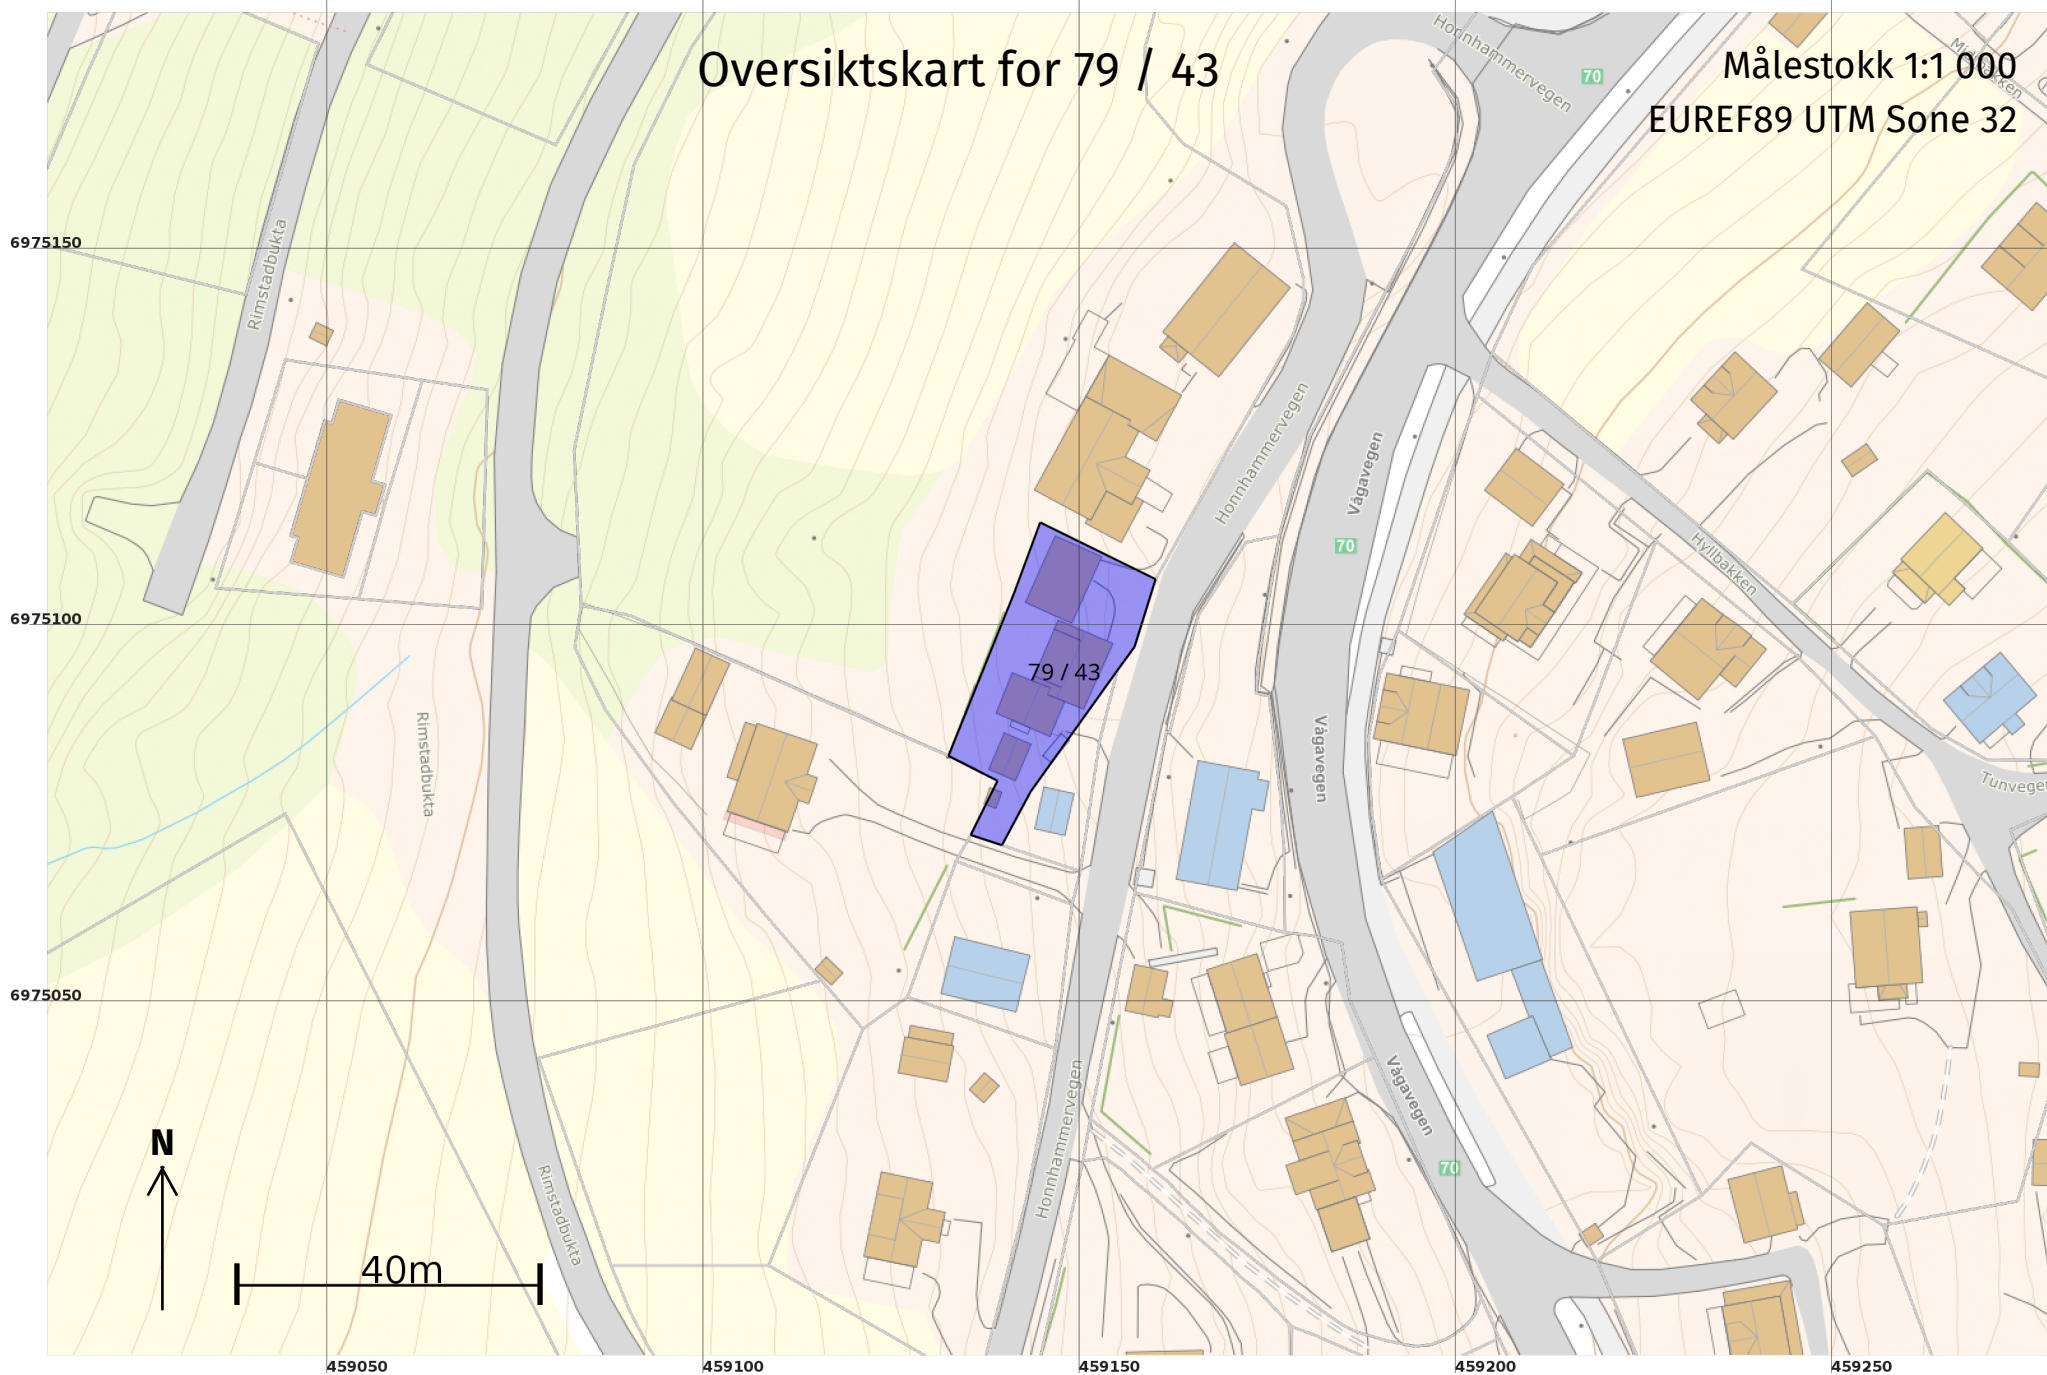 Oversiktskart for 79 / 43
Målestokk 1:1 000
EUREF89 UTM Sone 32
Honnhammervegen
70
Rimstadbukta
6975150
Honnhammervegen
Vågavegen
70
Hyllbakken
6975100
79 / 43
Rimstadbukta
Vågavegen
Tunvegen
6975050
Honnhammervegen
Vågavegen
70
N
Rimstadbukta
40m
459050
459100
459150
459200
459250